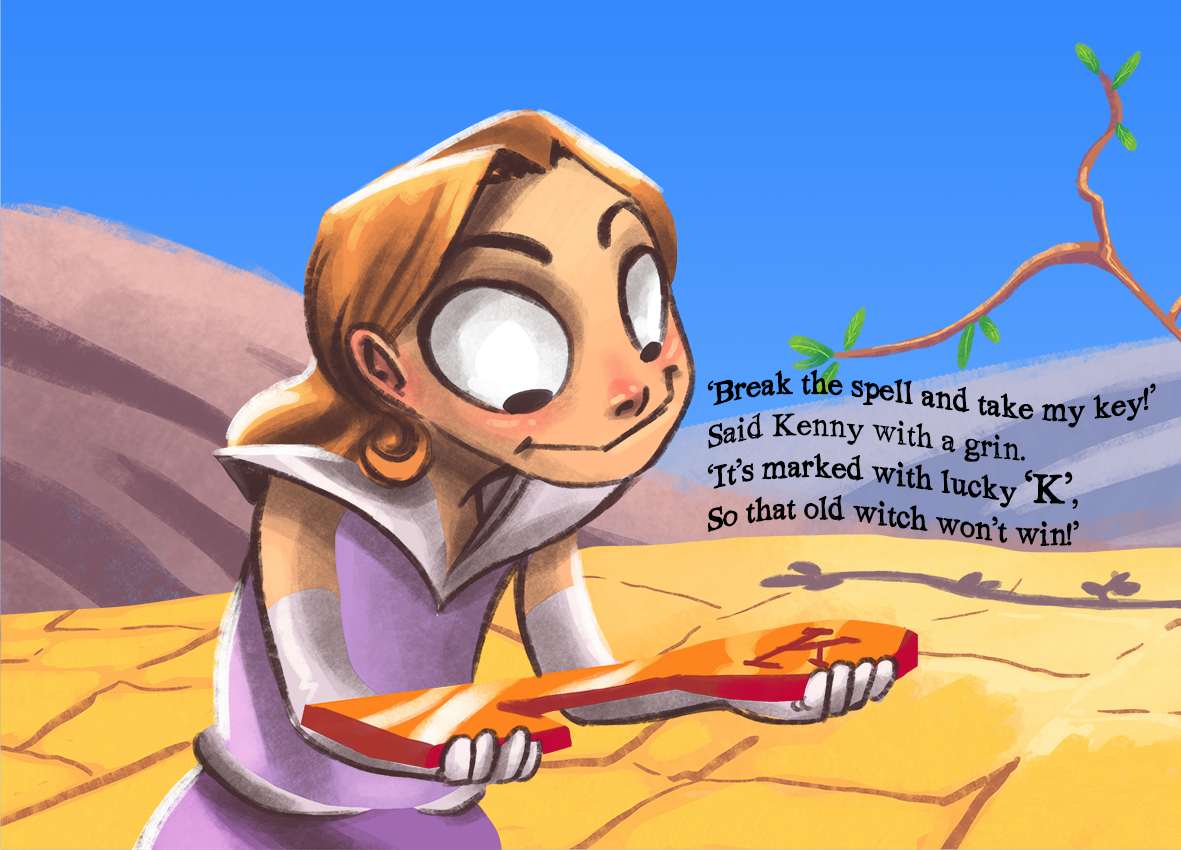 ‘Break the spell and take my key!’
Said Kenny with a grin.
‘It’s marked with lucky ‘K’,
So that old witch won’t win!’
K